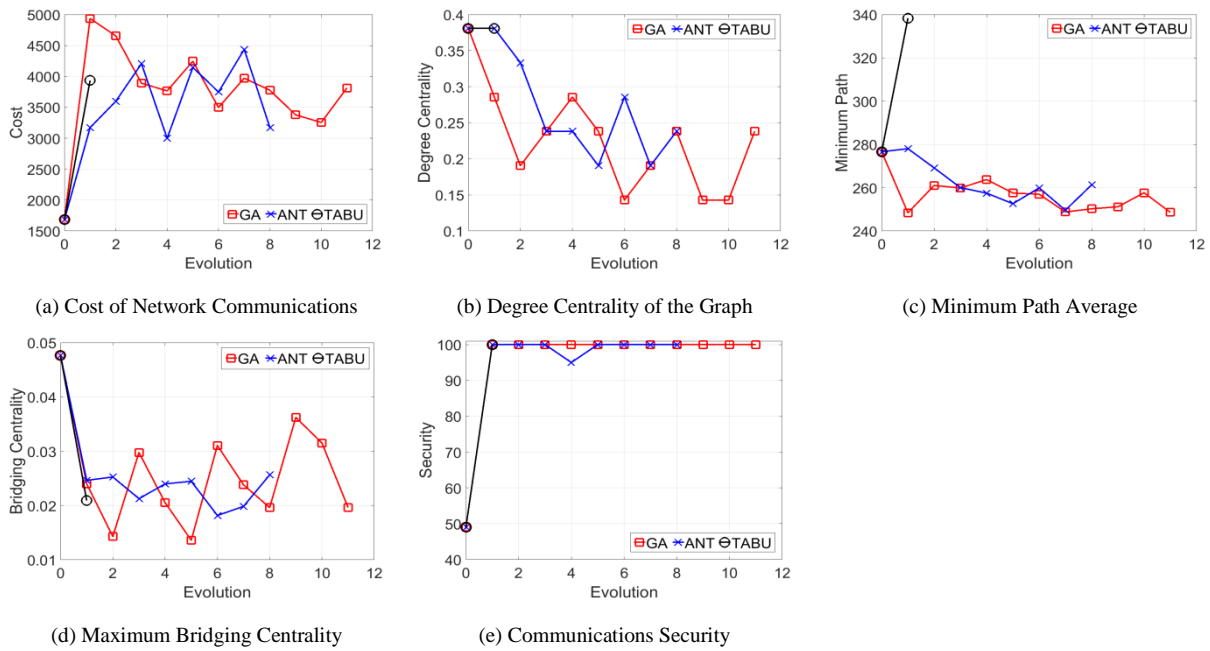 5000
4500
4000
3500
3000
2500
2000
1500
Cost
0 2 4 6 8 10 12
Evolution
GA ANT TABU
(a) Cost of Network Communications
0.4
0.35
0.3
0.25
0.2
0.15
0.1
Degree Centrality
0 2 4 6 8 10 12
Evolution
GA ANT TABU
(b) Degree Centrality of the Graph
340
320
300
280
260
240
Minimum Path
0 2 4 6 8 10 12
Evolution
GA ANT TABU
(c) Minimum Path Average
0.05
0.04
0.03
0.02
0.01
Bridging Centrality
0 2 4 6 8 10 12
Evolution
GA ANT TABU
(d) Maximum Bridging Centrality
100
90
80
70
60
50
40
Security
0 2 4 6 8 10 12
Evolution
GA ANT TABU
(e) Communications Security